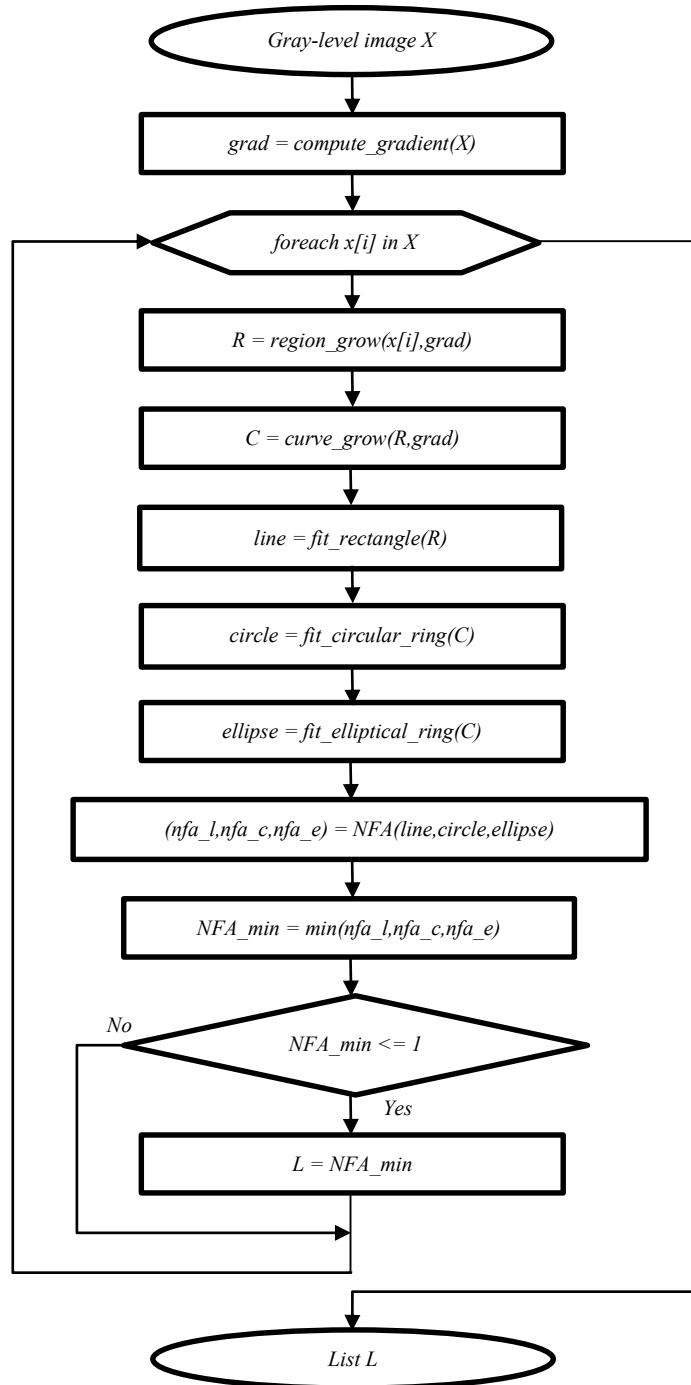 Gray-level image X
grad = compute_gradient(X)
foreach x[i] in X
R = region_grow(x[i],grad)
C = curve_grow(R,grad)
line = fit_rectangle(R)
circle = fit_circular_ring(C)
ellipse = fit_elliptical_ring(C)
(nfa_l,nfa_c,nfa_e) = NFA(line,circle,ellipse)
NFA_min = min(nfa_l,nfa_c,nfa_e)
No
NFA_min <= 1
Yes
L = NFA_min
List L